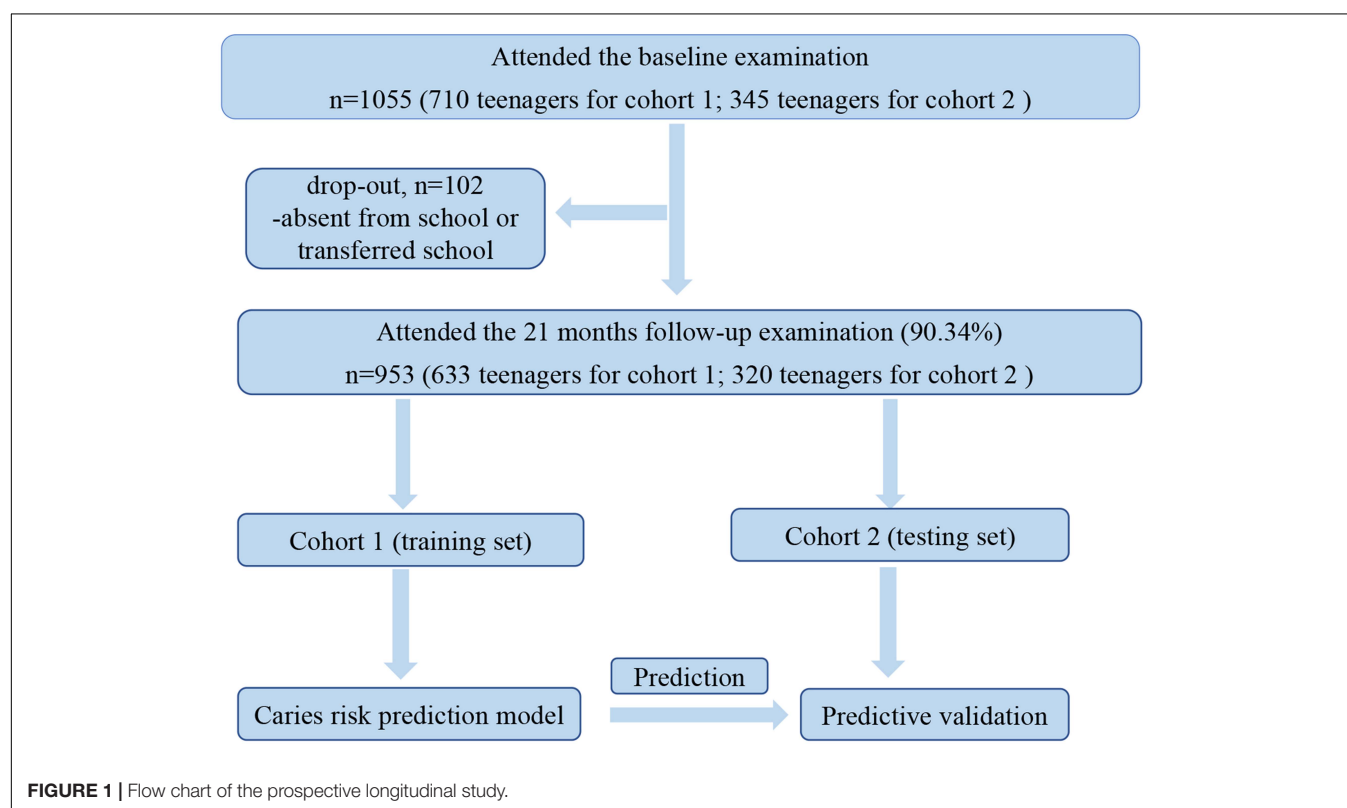 Attended the baseline examination
n=1055 (710 teenagers for cohort 1; 345 teenagers for cohort 2 )
drop-out, n=102
-absent from school or
transferred school
Attended the 21 months follow-up examination (90.34%)
n=953 (633 teenagers for cohort 1; 320 teenagers for cohort 2 )
Cohort 1 (training set)
Cohort 2 (testing set)
Prediction
Caries risk prediction model
Predictive validation
FIGURE 1 | Flow chart of the prospective longitudinal study.